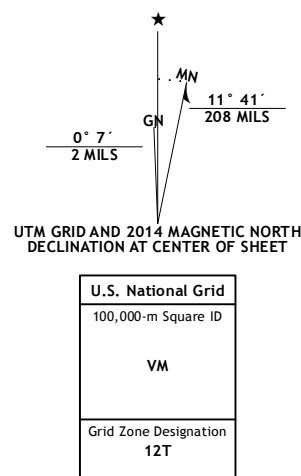 MN
11° 41´
208 MILS
GN
0° 7´
2 MILS
UTM GRID AND 2014 MAGNETIC NORTH
DECLINATION AT CENTER OF SHEET
U.S. National Grid
100,000-m Square ID
VM
Grid Zone Designation
12T